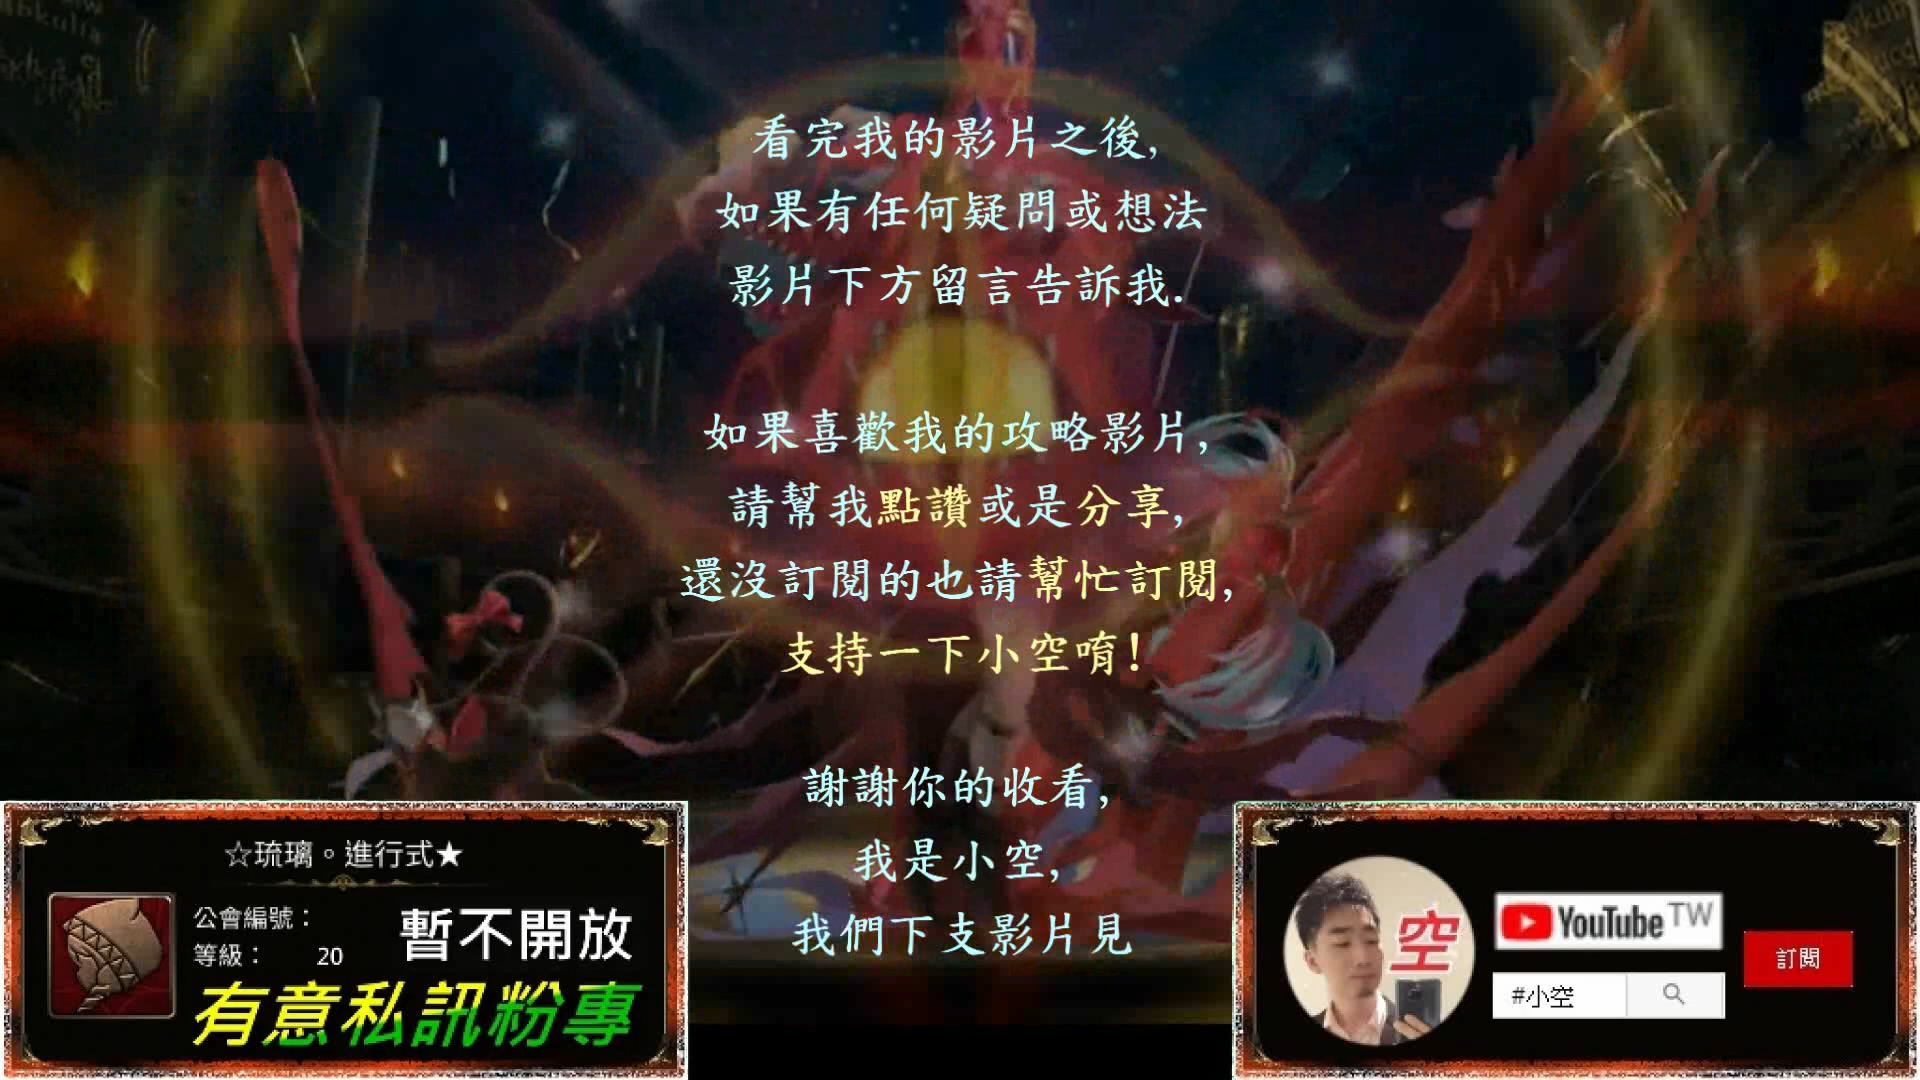 看完我的影片之後,
如果有任何疑問或想法
影片下方留言告訴我.
如果喜歡我的攻略影片,
請幫我點讚或是分享,
還沒訂閱的也請幫忙訂閱,
支持一下小空唷!
謝謝你的收看,
我是小空,
我們下支影片見
☆琉璃。進行式★
公會編號：
暫不開放
等級： 20
有意私訊粉專
空
YouTube TW
#小空
訂閱